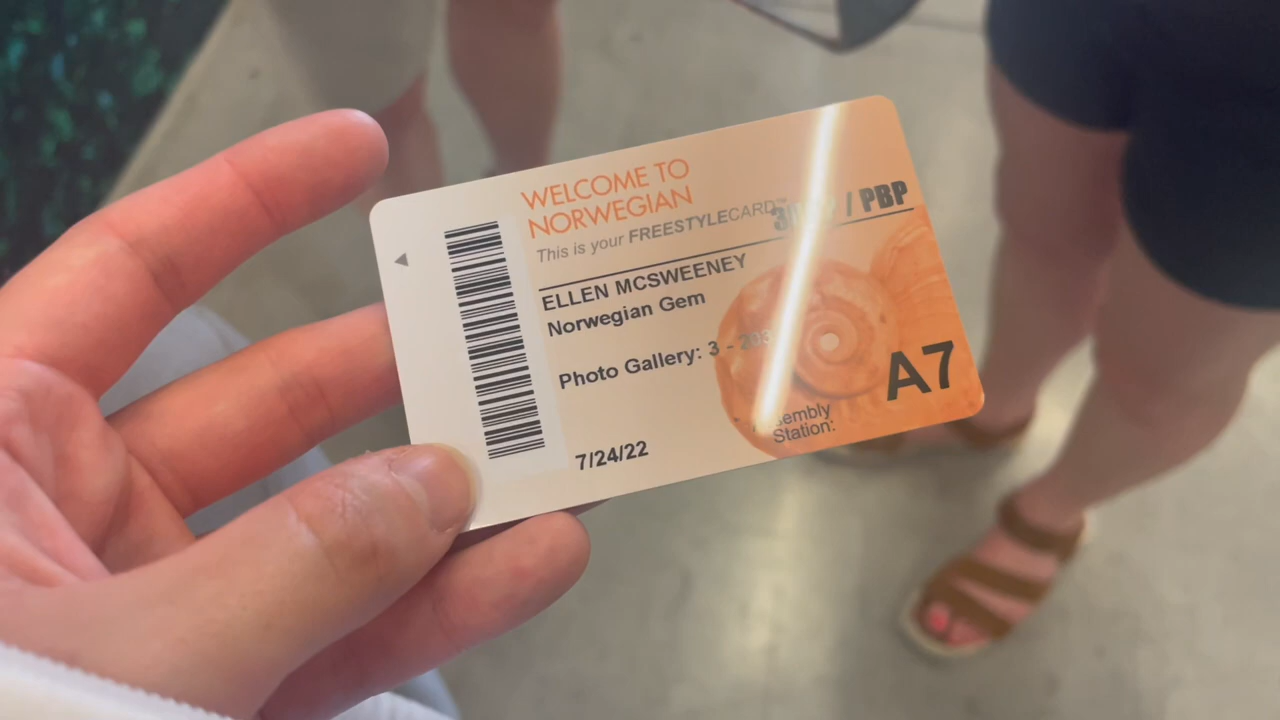 WELCOME TO
NORWEGIAN
This is your FREESTYLECARD™
/ PBP
ELLEN MCSWEENEY
Norwegian Gem
Photo Gallery: 3 -
A7
Station:
7/24/22